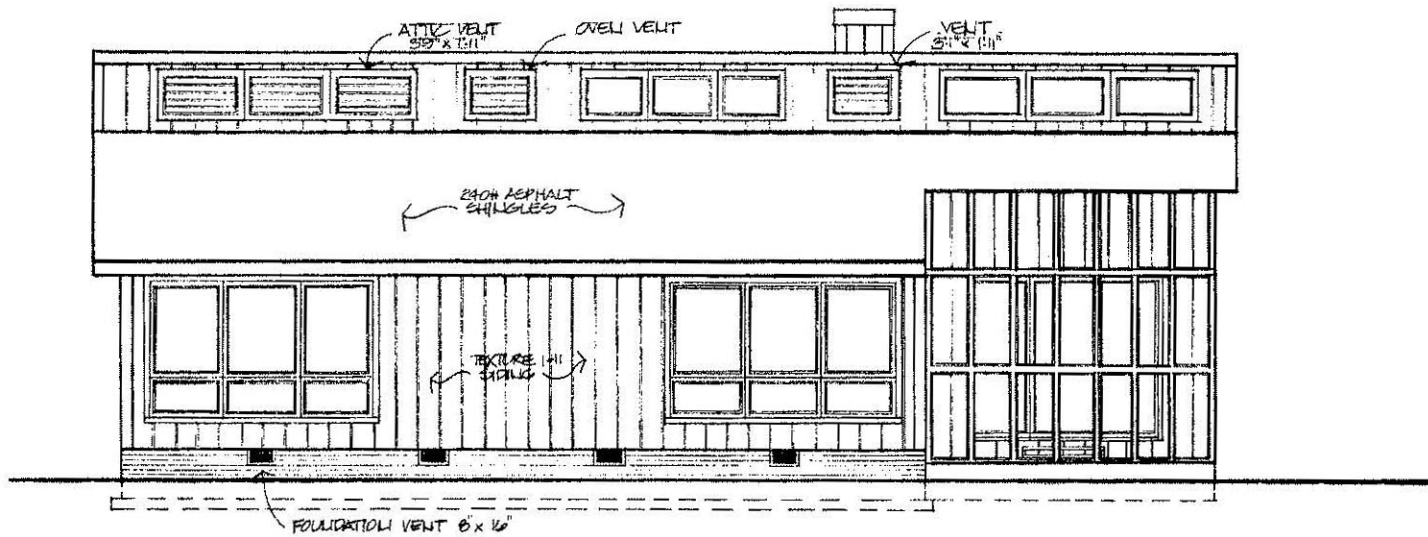 ATTIC VENT
OVEN VENT
VENT
240# ASPHALT
SHINGLES
TEXTURE 1-11
SIDING
FOUNDATION VENT 8" x 16"